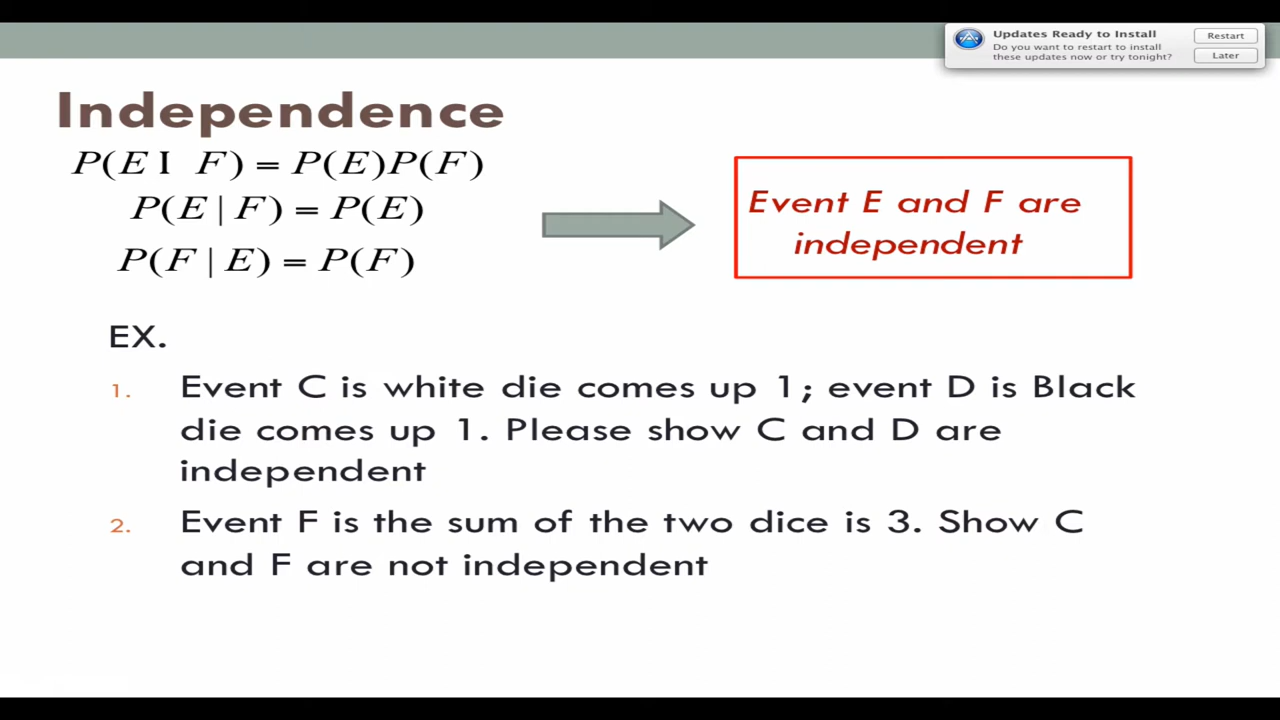 Updates Ready to Install
Restart
Do you want to restart to install
these updates now or try tonight?
Later
Independence
P(E I F) = P(E)P(F)
P(E | F) = P(E)
P(F | E) = P(F)
Event E and F are
independent
EX.
1. Event C is white die comes up 1; event D is Black
die comes up 1. Please show C and D are
independent
2. Event F is the sum of the two dice is 3. Show C
and F are not independent